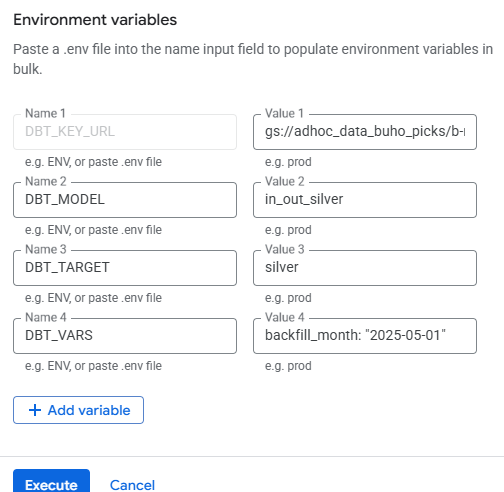 Environment variables
Paste a .env file into the name input field to populate environment variables in
bulk.
Name 1
DBT_KEY_URL
e.g. ENV, or paste .env file
Value 1
gs://adhoc_data_buho_picks/b-
e.g. prod
Name 2
DBT_MODEL
e.g. ENV, or paste .env file
Value 2
in_out_silver
e.g. prod
Name 3
DBT_TARGET
e.g. ENV, or paste .env file
Value 3
silver
e.g. prod
Name 4
DBT_VARS
e.g. ENV, or paste .env file
Value 4
backfill_month: "2025-05-01"
e.g. prod
+ Add variable
Execute
Cancel